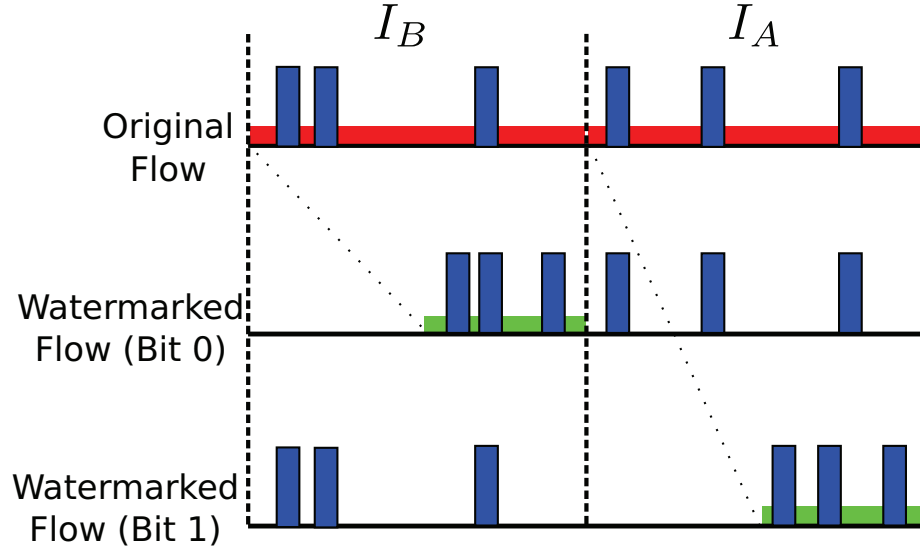 I_B
I_A
Original
Flow
Watermarked
Flow (Bit 0)
Watermarked
Flow (Bit 1)